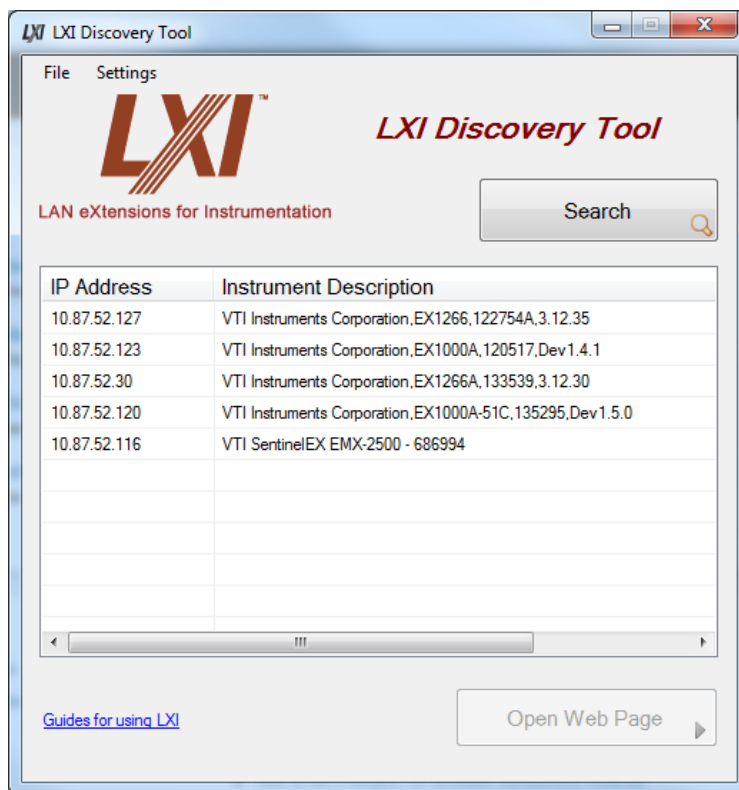 LXI LXI Discovery Tool
File Settings
LXI™
LXI Discovery Tool
LAN eXtensions for Instrumentation
Search
IP Address Instrument Description
10.87.52.127 VTI Instruments Corporation,EX1266,122754A,3.12.35
10.87.52.123 VTI Instruments Corporation,EX1000A,120517,Dev1.4.1
10.87.52.30 VTI Instruments Corporation,EX1266A,133539,3.12.30
10.87.52.120 VTI Instruments Corporation,EX1000A-51C,135295,Dev1.5.0
10.87.52.116 VTI SentinelEX EMX-2500 - 686994
Guides for using LXI
Open Web Page